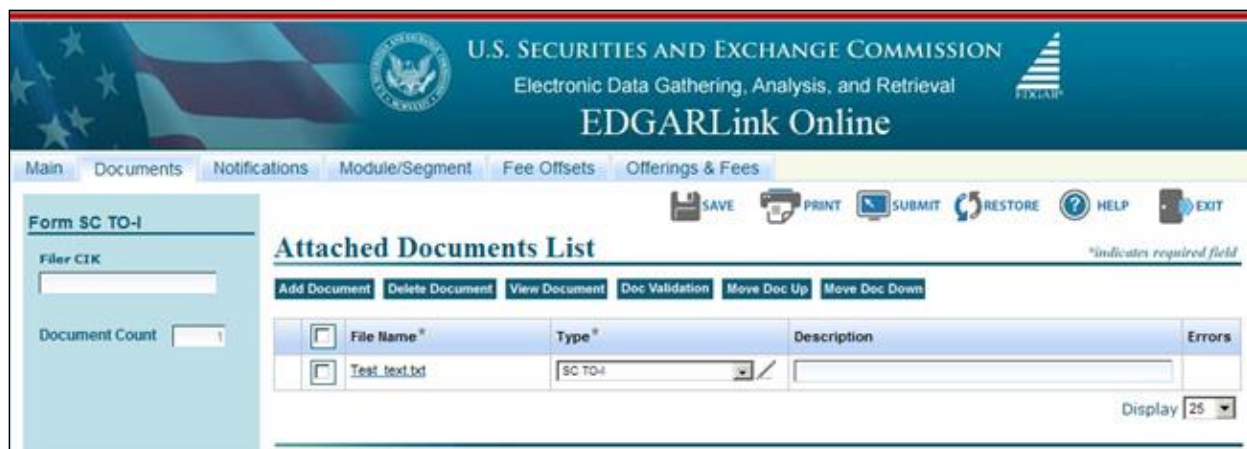 U.S. SECURITIES AND EXCHANGE COMMISSION
Electronic Data Gathering, Analysis, and Retrieval
EDGAR®
EDGARLink Online
Main Documents Notifications Module/Segment Fee Offsets Offerings & Fees
SAVE PRINT SUBMIT RESTORE HELP EXIT
Form SC TO-I
Attached Documents List
*indicates required field
Filer CIK
Add Document Delete Document View Document Doc Validation Move Doc Up Move Doc Down
Document Count 1
File Name* Type* Description Errors
Test_text.txt SC TO-I
Display 25